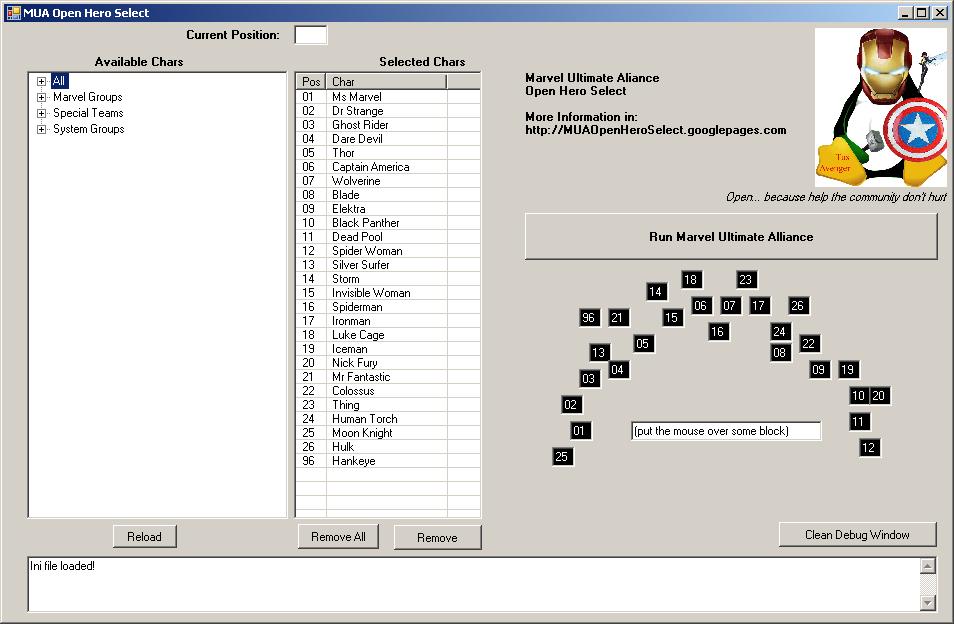 MUA Open Hero Select
Current Position:
Available Chars
Selected Chars
All
Marvel Groups
Special Teams
System Groups
Pos Char
01 Ms Marvel
02 Dr Strange
03 Ghost Rider
04 Dare Devil
05 Thor
06 Captain America
07 Wolverine
08 Blade
09 Elektra
10 Black Panther
11 Dead Pool
12 Spider Woman
13 Silver Surfer
14 Storm
15 Invisible Woman
16 Spiderman
17 Ironman
18 Luke Cage
19 Iceman
20 Nick Fury
21 Mr Fantastic
22 Colossus
23 Thing
24 Human Torch
25 Moon Knight
26 Hulk
96 Hankeye
Reload
Remove All
Remove
Marvel Ultimate Aliance
Open Hero Select
More Information in:
http://MUAOpenHeroSelect.googlepages.com
Tux
Avenger
Open... because help the community don't hurt
Run Marvel Ultimate Alliance
18 23
14
06 07 17 26
96 21 15
16 24
05 22
13 08
04 09 19
03
10 20
02
11
01 (put the mouse over some block)
12
25
Clean Debug Window
Ini file loaded!